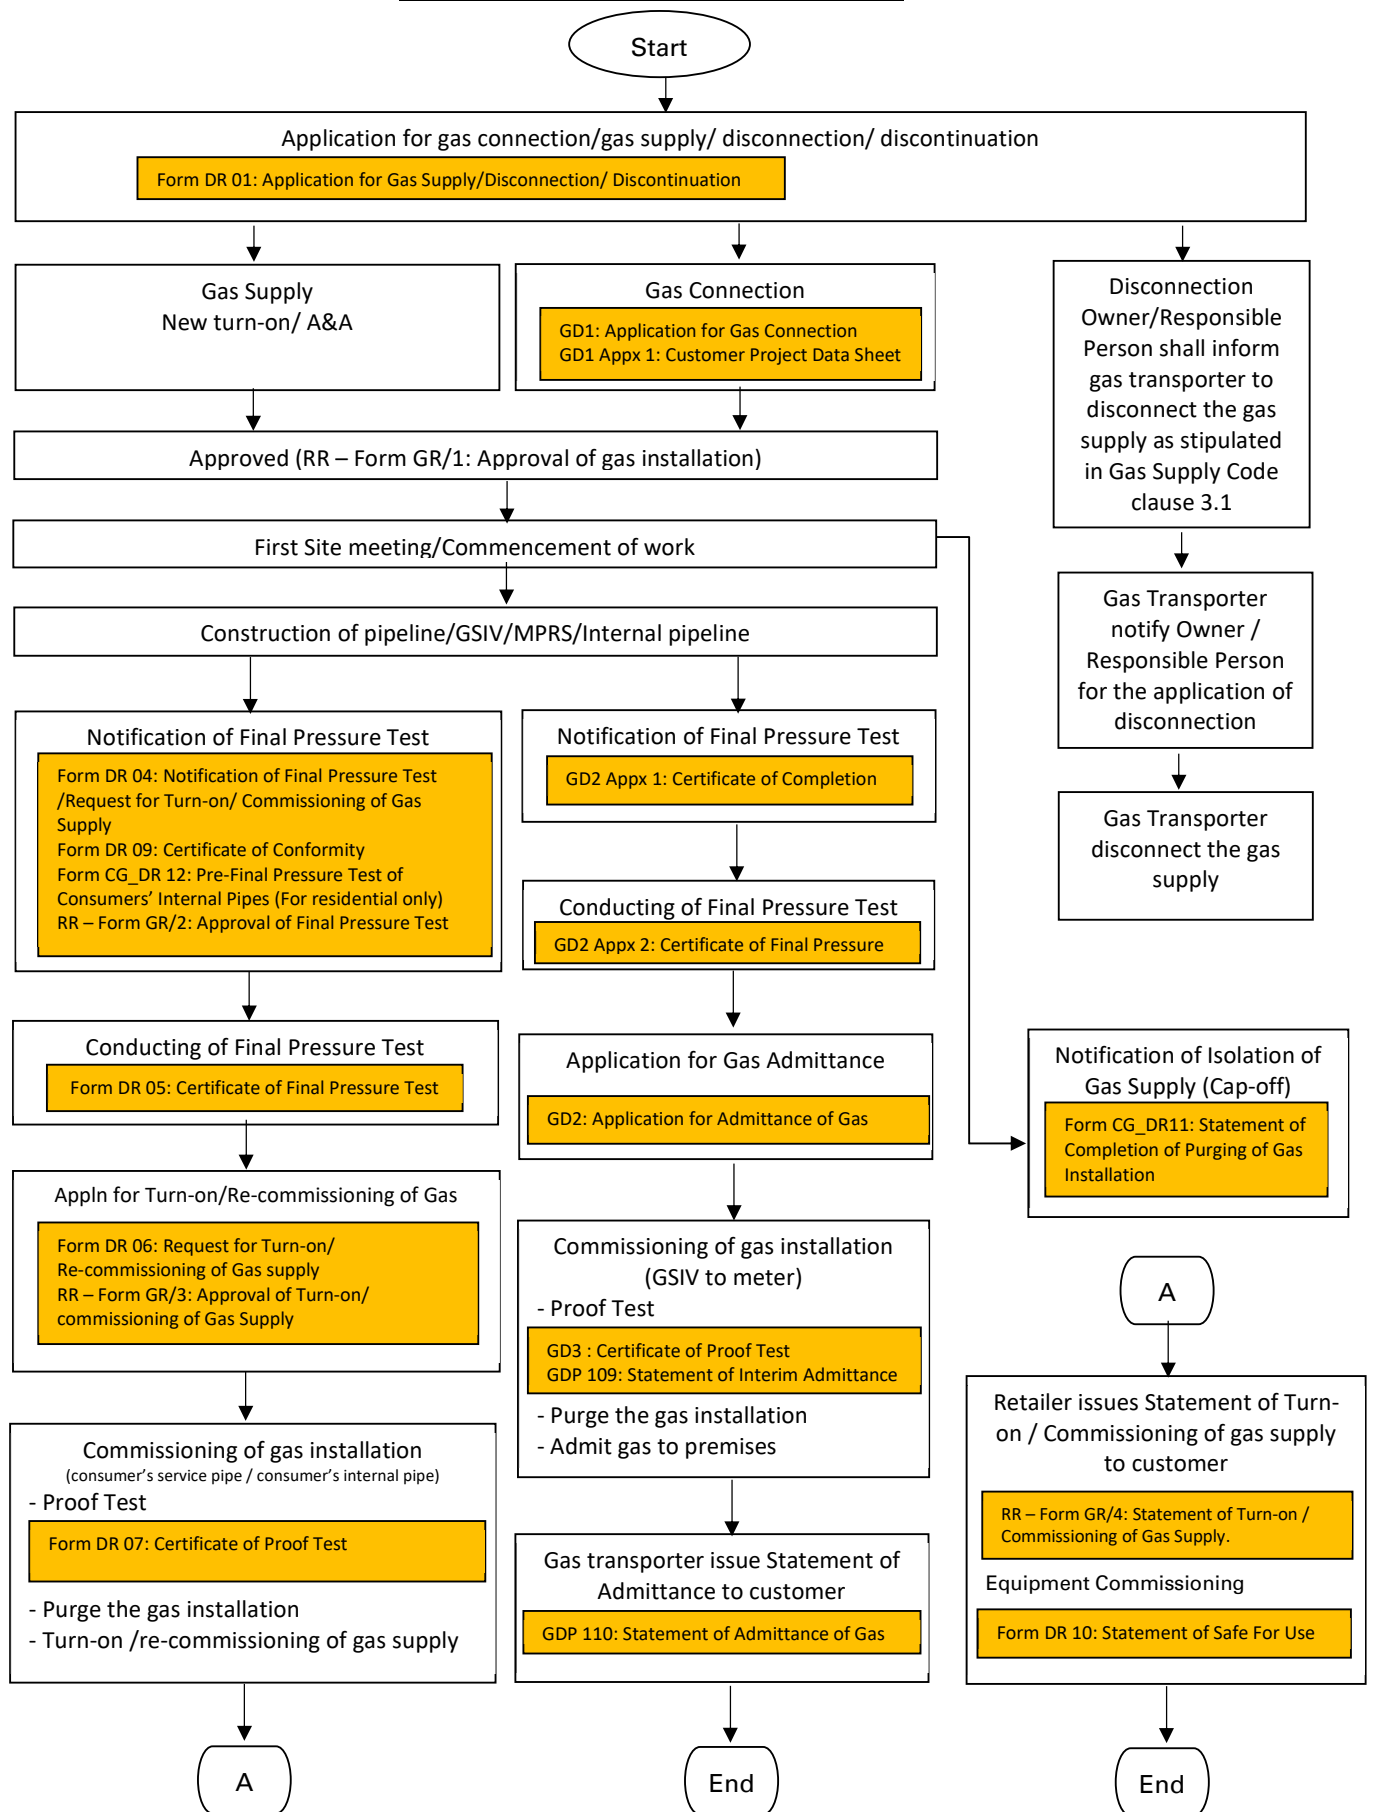 Start
Application for gas connection/gas supply/ disconnection/ discontinuation
Form DR 01: Application for Gas Supply/Disconnection/ Discontinuation
Gas Supply
New turn-on/ A&A
Gas Connection
GD1: Application for Gas Connection
GD1 Appx 1: Customer Project Data Sheet
Disconnection
Owner/Responsible
Person shall inform
gas transporter to
disconnect the gas
supply as stipulated
in Gas Supply Code
clause 3.1
Approved (RR – Form GR/1: Approval of gas installation)
First Site meeting/Commencement of work
Construction of pipeline/GSIV/MPRS/Internal pipeline
Gas Transporter
notify Owner /
Responsible Person
for the application of
disconnection
Gas Transporter
disconnect the gas
supply
Notification of Final Pressure Test
Form DR 04: Notification of Final Pressure Test
/Request for Turn-on/ Commissioning of Gas
Supply
Form DR 09: Certificate of Conformity
Form CG_DR 12: Pre-Final Pressure Test of
Consumers’ Internal Pipes (For residential only)
RR – Form GR/2: Approval of Final Pressure Test
Notification of Final Pressure Test
GD2 Appx 1: Certificate of Completion
Conducting of Final Pressure Test
GD2 Appx 2: Certificate of Final Pressure
Conducting of Final Pressure Test
Form DR 05: Certificate of Final Pressure Test
Application for Gas Admittance
GD2: Application for Admittance of Gas
Notification of Isolation of
Gas Supply (Cap-off)
Form CG_DR11: Statement of
Completion of Purging of Gas
Installation
Appln for Turn-on/Re-commissioning of Gas
Form DR 06: Request for Turn-on/
Re-commissioning of Gas supply
RR – Form GR/3: Approval of Turn-on/
commissioning of Gas Supply
Commissioning of gas installation
(GSIV to meter)
- Proof Test
GD3 : Certificate of Proof Test
GDP 109: Statement of Interim Admittance
- Purge the gas installation
- Admit gas to premises
A
Retailer issues Statement of Turn-
on / Commissioning of gas supply
to customer
RR – Form GR/4: Statement of Turn-on /
Commissioning of Gas Supply.
Equipment Commissioning
Form DR 10: Statement of Safe For Use
Commissioning of gas installation
(consumer’s service pipe / consumer’s internal pipe)
- Proof Test
Form DR 07: Certificate of Proof Test
- Purge the gas installation
- Turn-on /re-commissioning of gas supply
Gas transporter issue Statement of
Admittance to customer
GDP 110: Statement of Admittance of Gas
A
End
End